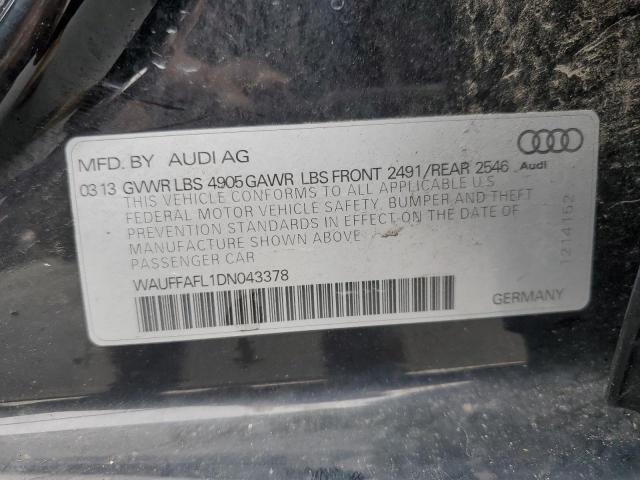 MFD. BY AUDI AG
Audi
03 13 GVWR LBS 4905 GAWR LBS FRONT 2491/REAR 2546
THIS VEHICLE CONFORMS TO ALL APPLICABLE U.S
FEDERAL MOTOR VEHICLE SAFETY, BUMPER AND THEFT
PREVENTION STANDARDS IN EFFECT ON THE DATE OF
MANUFACTURE SHOWN ABOVE.
PASSENGER CAR
WAUFFAFL1DN043378
1214152
GERMANY